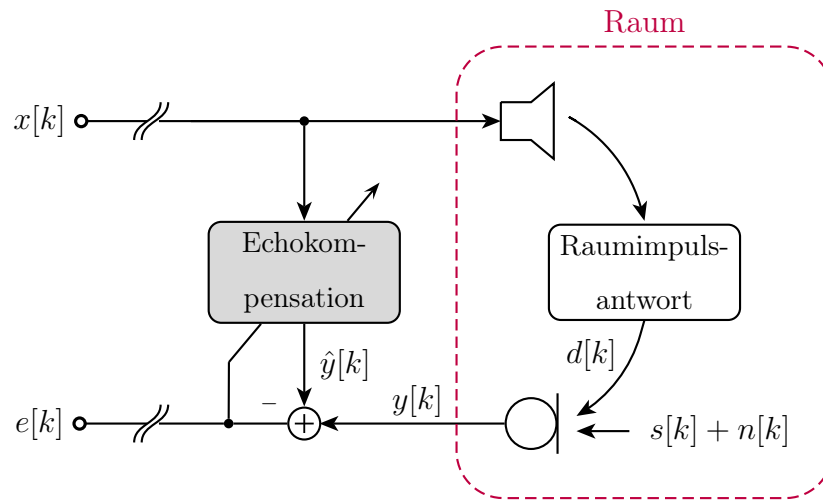 Raum
x[k]
Echokom-
pensation
Raumimpuls-
antwort
d[k]
ŷ[k]
–
y[k]
e[k]
+
s[k] + n[k]